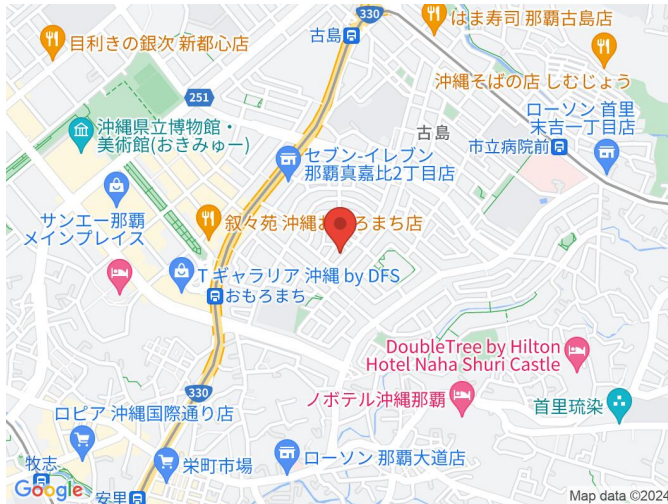 330
はま寿司 那覇古島店
目利きの銀次 新都心店
古島
沖縄そばの店 しむじょう
251
ローソン 首里
末吉一丁目店
沖縄県立博物館・
美術館(おきみゅー)
古島
市立病院前
セブン-イレブン
那覇真嘉比2丁目店
サンエー那覇
メインプレイス
叙々苑 沖縄おもろまち店
T ギャラリア 沖縄 by DFS
おもろまち
DoubleTree by Hilton
Hotel Naha Shuri Castle
330
ノボテル沖縄那覇
首里琉染
ロピア 沖縄国際通り店
牧志
栄町市場
ローソン 那覇大道店
安里
Google
Map data ©2024